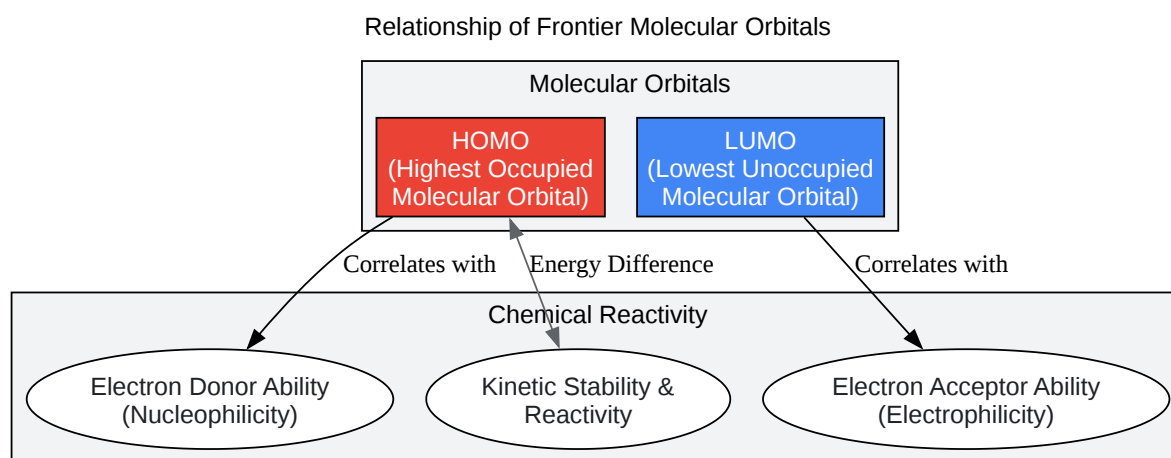 Relationship of Frontier Molecular Orbitals
Molecular Orbitals
HOMO
(Highest Occupied
Molecular Orbital)
LUMO
(Lowest Unoccupied
Molecular Orbital)
Correlates with
Energy Difference
Correlates with
Chemical Reactivity
Electron Donor Ability
(Nucleophilicity)
Kinetic Stability &
Reactivity
Electron Acceptor Ability
(Electrophilicity)